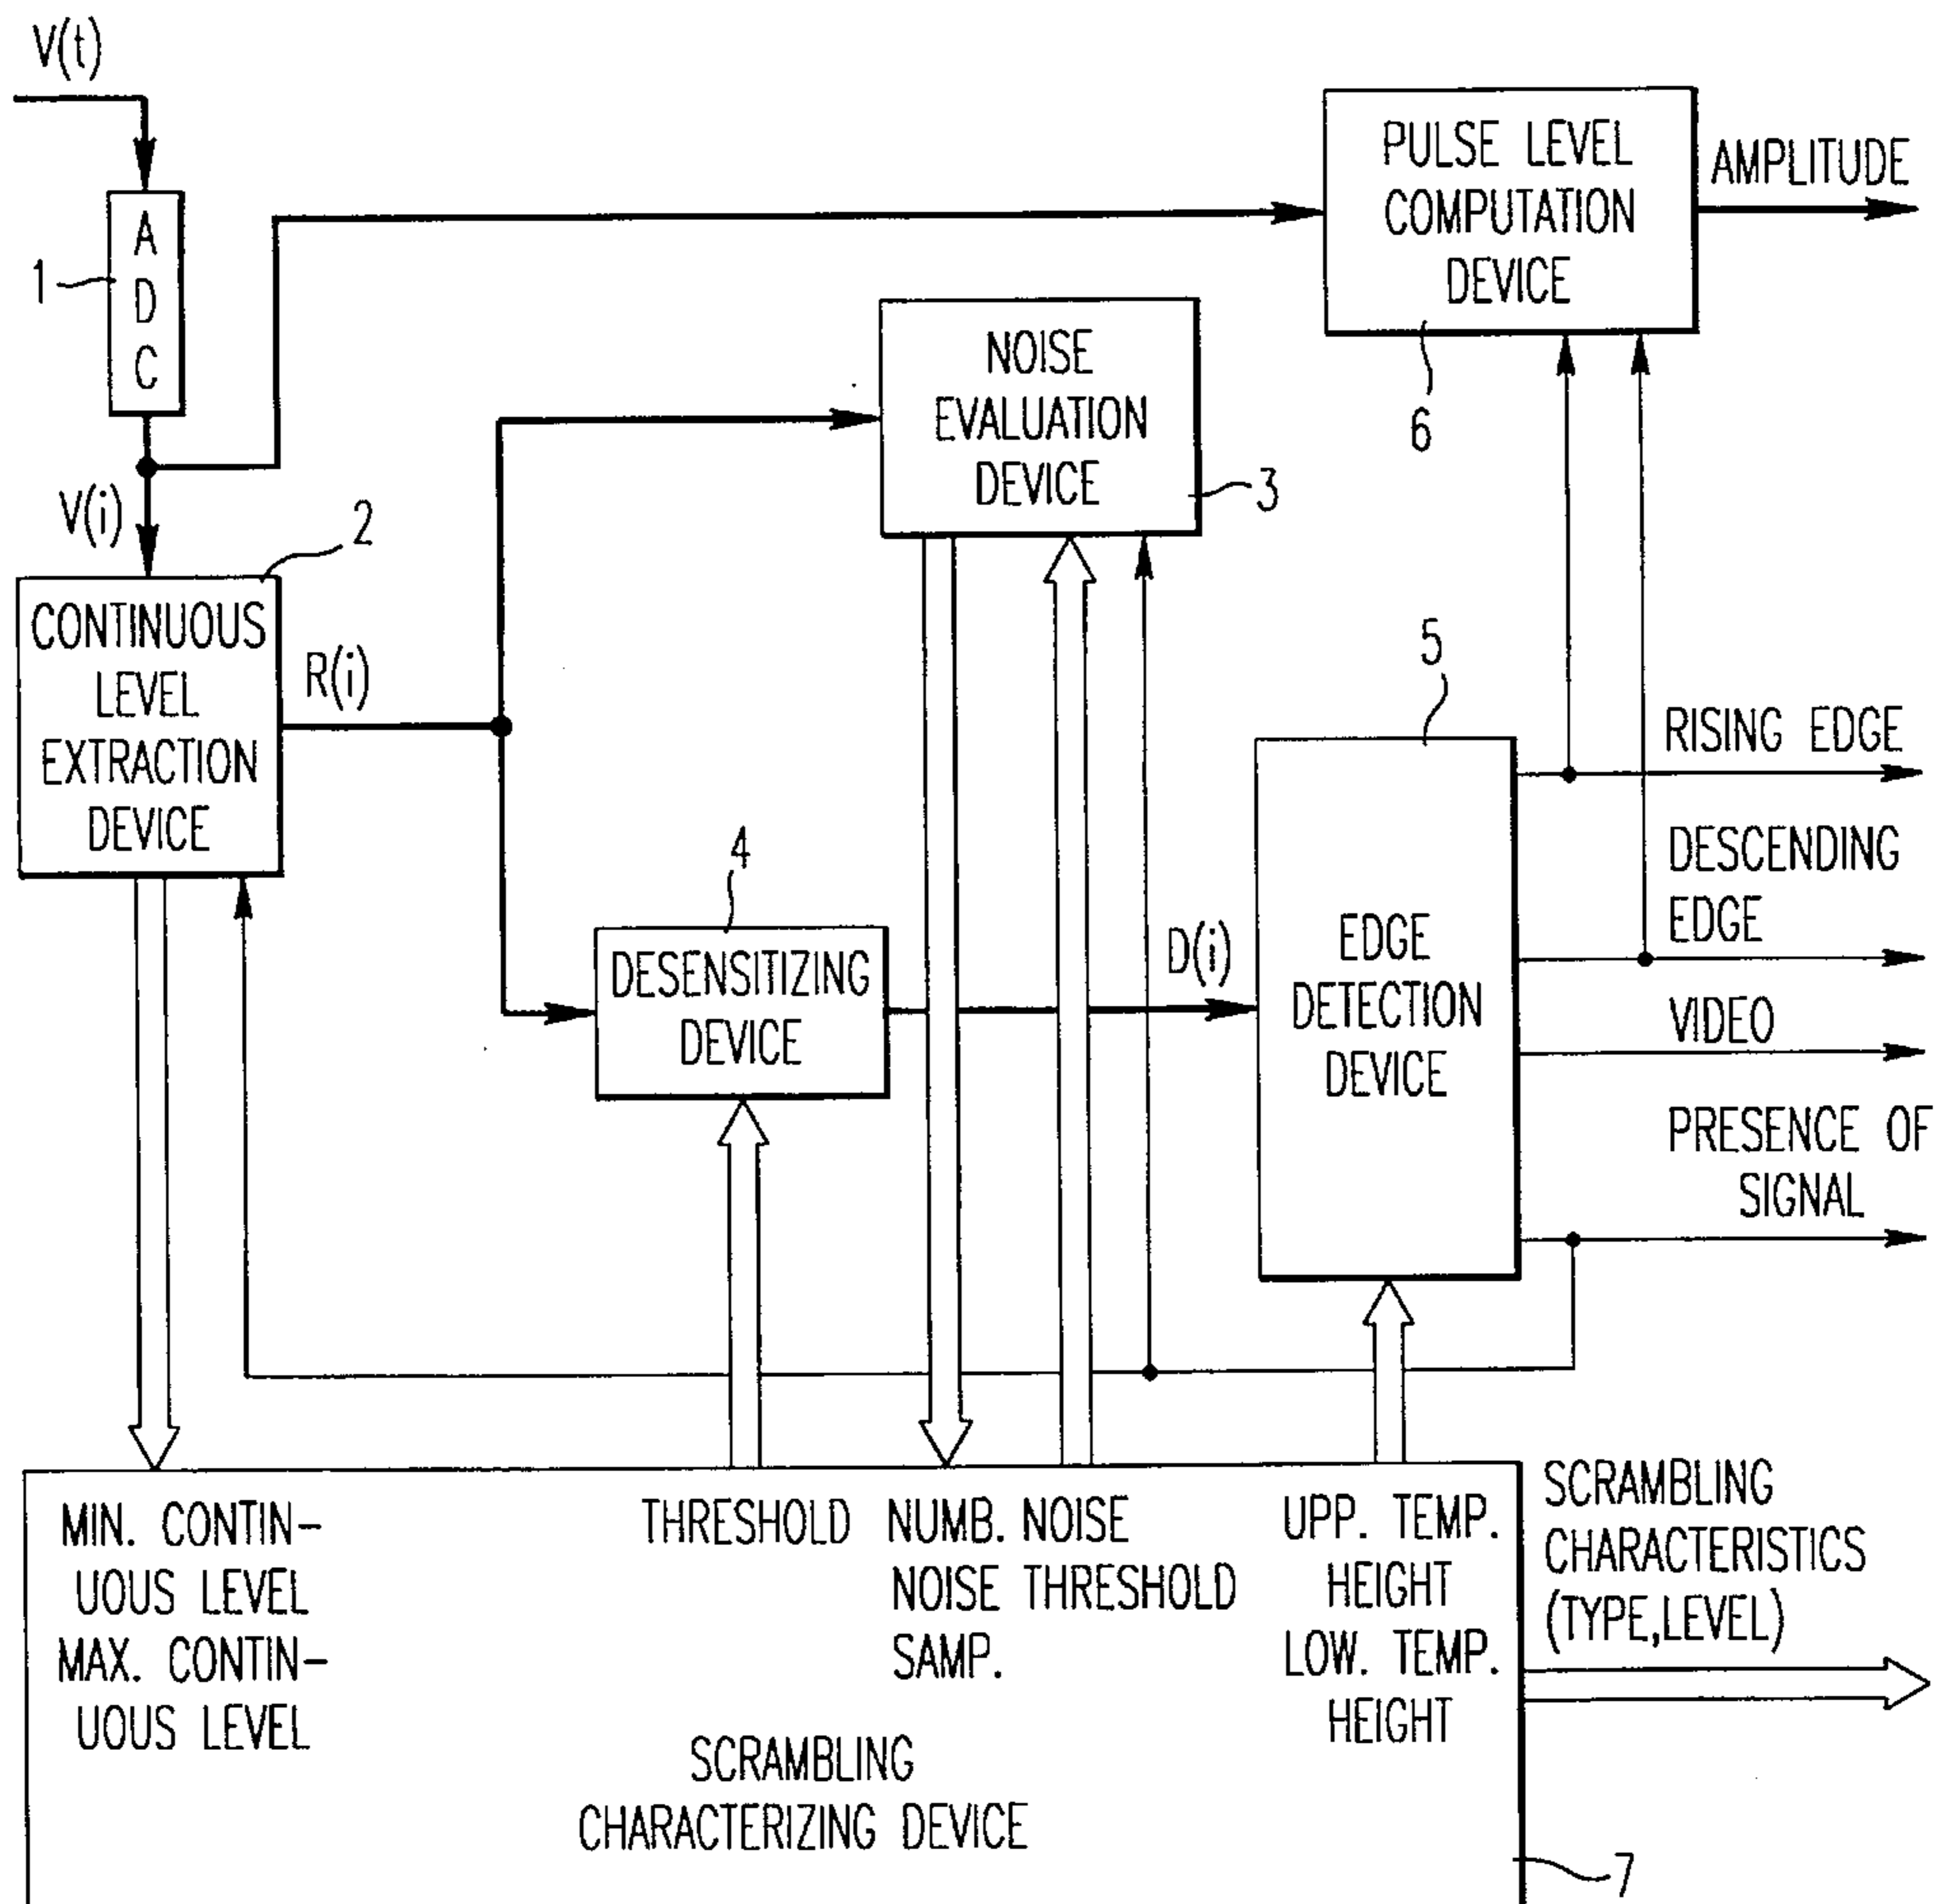 V(t)
A
D
C
1
V(i)
PULSE LEVEL
COMPUTATION
DEVICE
6
AMPLITUDE
NOISE
EVALUATION
DEVICE
3
2
CONTINUOUS
LEVEL
EXTRACTION
DEVICE
R(i)
4
DESENSITIZING
DEVICE
D(i)
5
EDGE
DETECTION
DEVICE
RISING EDGE
DESCENDING
EDGE
VIDEO
PRESENCE OF
SIGNAL
MIN. CONTIN-
UOUS LEVEL
MAX. CONTIN-
UOUS LEVEL
THRESHOLD
NUMB.
NOISE
SAMP.
NOISE
THRESHOLD
UPP. TEMP.
HEIGHT
LOW. TEMP.
HEIGHT
SCRAMBLING
CHARACTERIZING DEVICE
SCRAMBLING
CHARACTERISTICS
(TYPE,LEVEL)
7